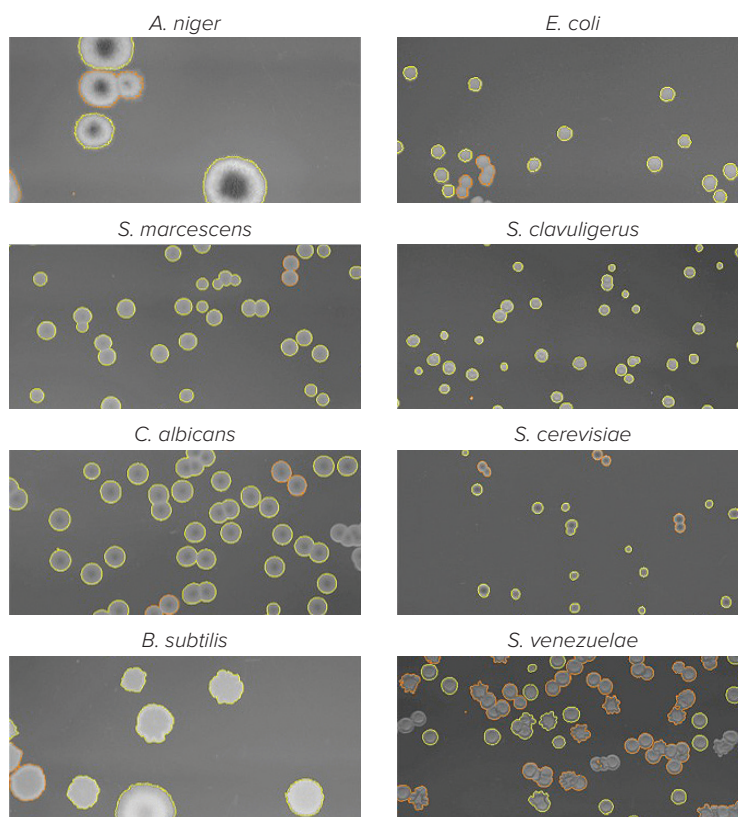 A. niger
E. coli
S. marcescens
S. clavuligerus
C. albicans
S. cerevisiae
B. subtilis
S. venezuelae